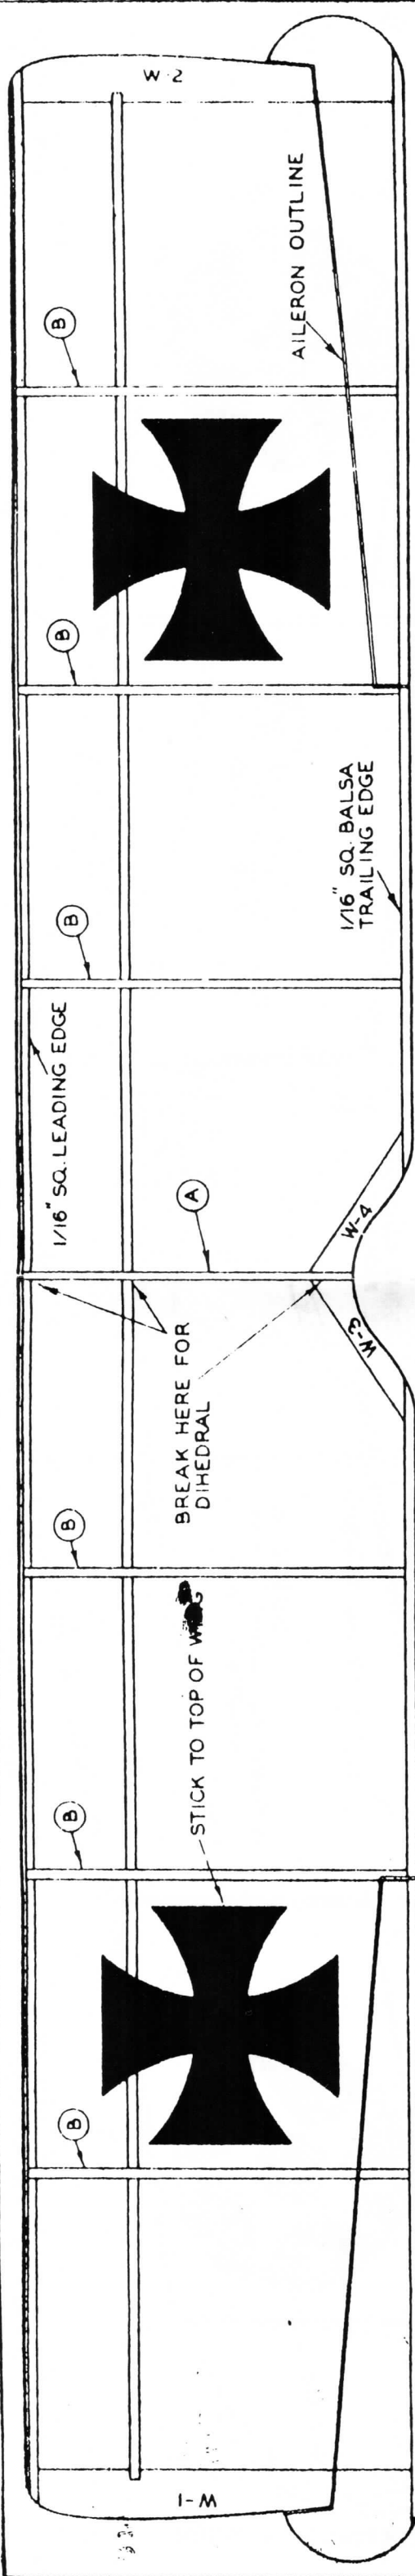 W-2
AILERON OUTLINE
B
B
B
1/16" SQ. BALSA
TRAILING EDGE
1/16" SQ. LEADING EDGE
A
W-4
W-3
BREAK HERE FOR
DIHEDRAL
B
STICK TO TOP OF WING
B
B
W-1